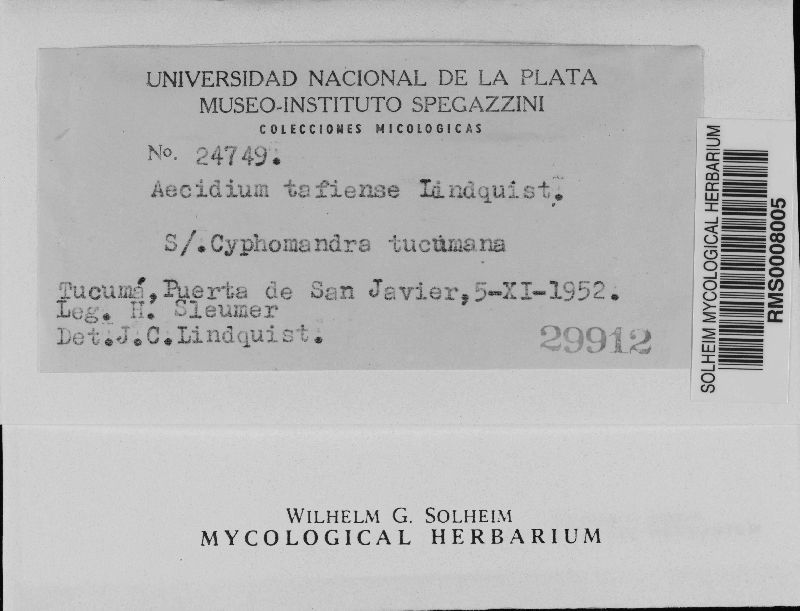 UNIVERSIDAD NACIONAL DE LA PLATA
MUSEO-INSTITUTO SPEGAZZINI
COLECCIONES MICOLOGICAS
No. 24749.
Aecidium tafiense Lindquist.
S/.Cyphomandra tucumana
Tucumá, Puerta de San Javier, 5-XI-1952.
Leg. H. Sleumer
Det. J.C.Lindquist.
29912
SOLHEIM MYCOLOGICAL HERBARIUM
RMS0008005
WILHELM G. SOLHEIM
MYCOLOGICAL HERBARIUM